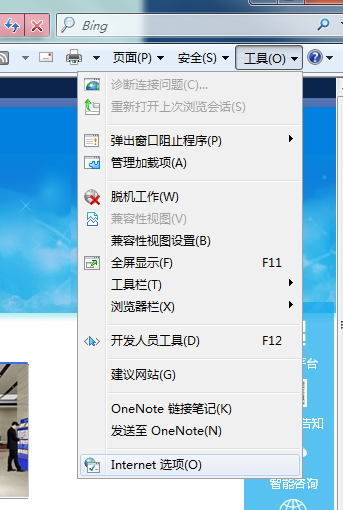 Bing
页面(P)
安全(S)
工具(O)
诊断连接问题(C)...
重新打开上次浏览会话(S)
弹出窗口阻止程序(P)
管理加载项(A)
脱机工作(W)
兼容性视图(V)
兼容性视图设置(B)
全屏显示(F) F11
工具栏(T)
浏览器栏(X)
开发人员工具(D) F12
建议网站(G)
OneNote 链接笔记(K)
发送至 OneNote(N)
Internet 选项(O)
平台
告知
智能咨询